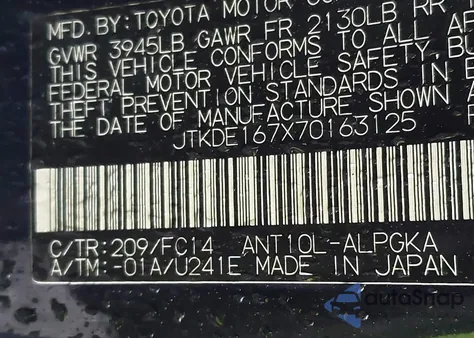 MFD.BY: TOYOTA MOTOR
GVWR 3945LB GAWR FR 2130LB RR
THIS VEHICLE CONFORMS TO ALL
FEDERAL MOTOR VEHICLE SAFETY,
THEFT PREVENTION STANDARDS IN
THE DATE OF MANUFACTURE SHOWN
JTKDE167X70163125
C/TR:209/FC14 ANT10L-ALPGKA
A/TM:-01A/U241E MADE IN JAPAN
autoSnap